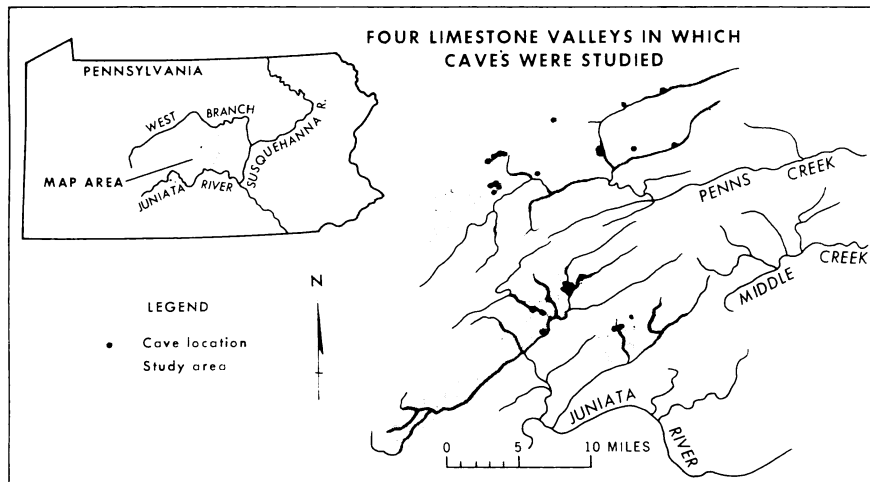 FOUR LIMESTONE VALLEYS IN WHICH
CAVES WERE STUDIED
PENNSYLVANIA
WEST BRANCH
SUSQUEHANNA R.
MAP AREA
JUNIATA RIVER
PENNS CREEK
MIDDLE CREEK
N
LEGEND
Cave location
Study area
JUNIATA RIVER
0 5 10 MILES